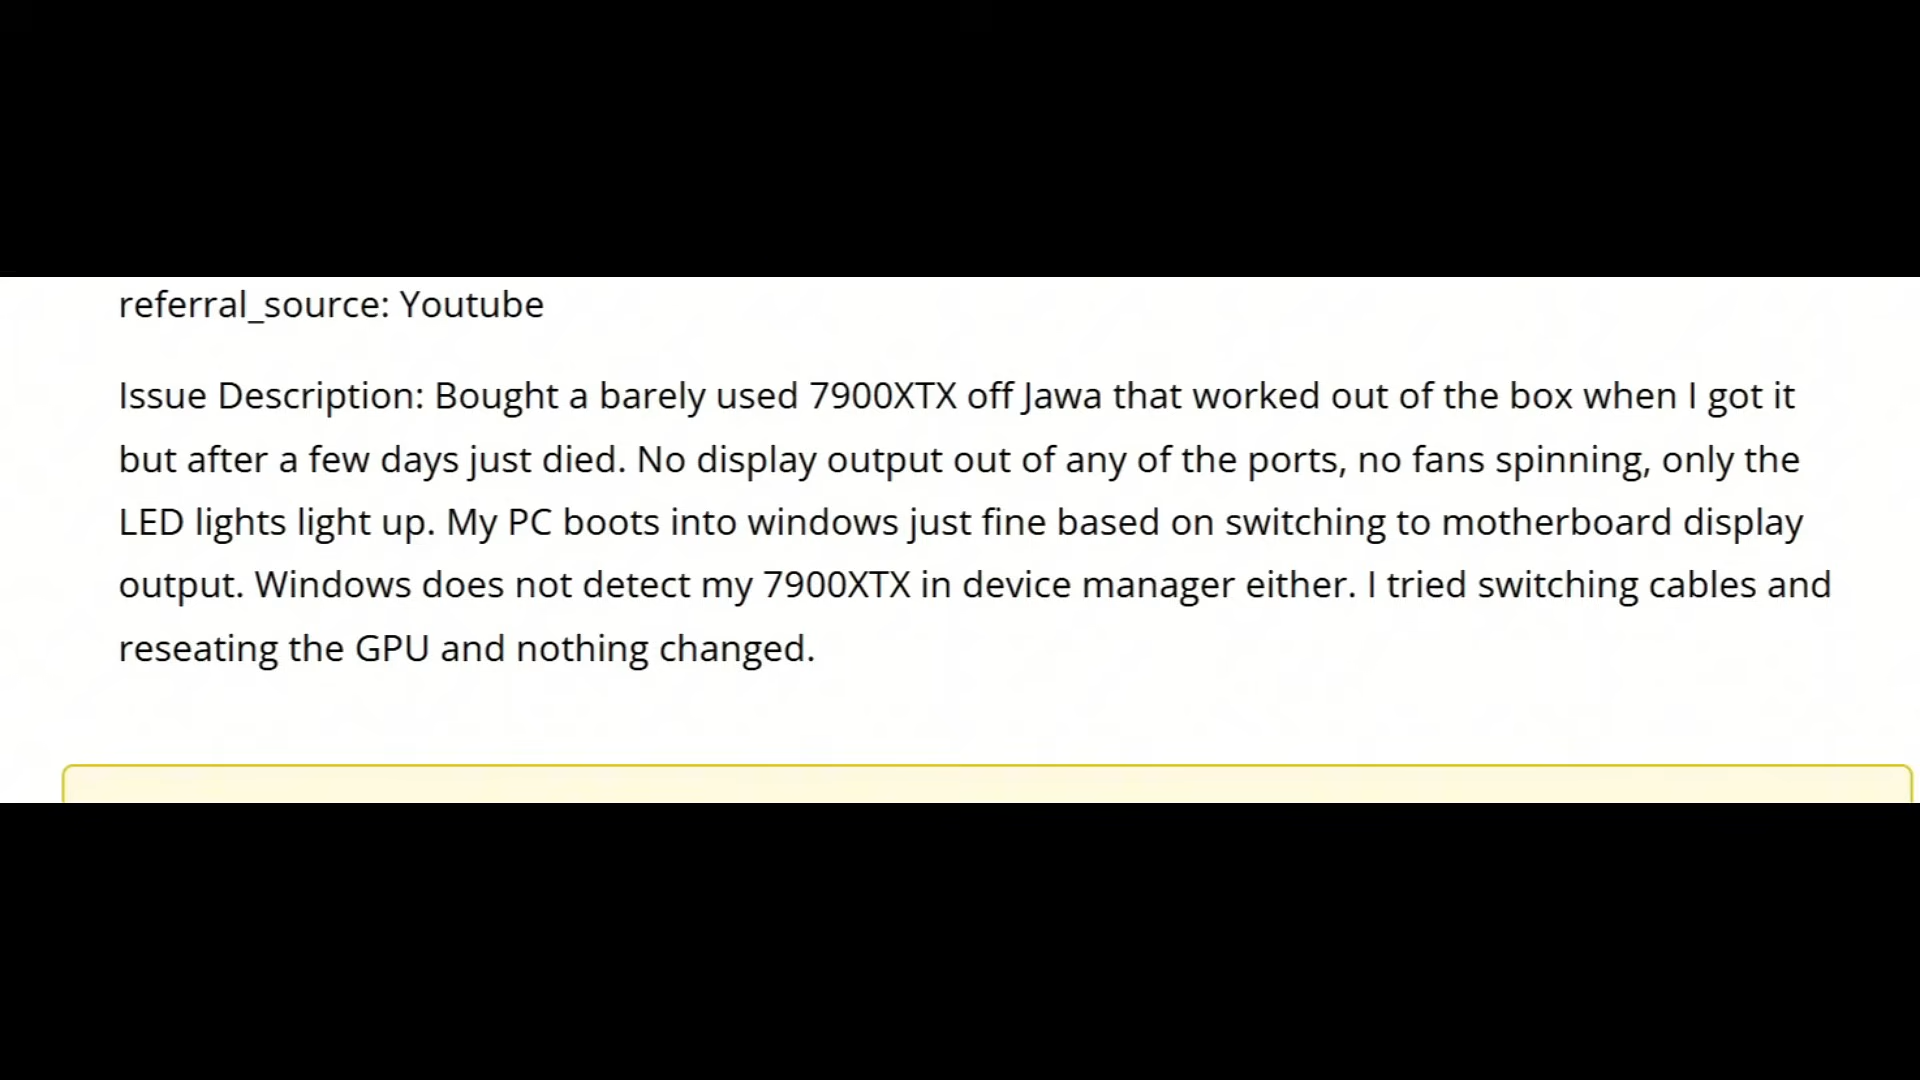 referral_source: Youtube
Issue Description: Bought a barely used 7900XTX off Jawa that worked out of the box when I got it
but after a few days just died. No display output out of any of the ports, no fans spinning, only the
LED lights light up. My PC boots into windows just fine based on switching to motherboard display
output. Windows does not detect my 7900XTX in device manager either. I tried switching cables and
reseating the GPU and nothing changed.